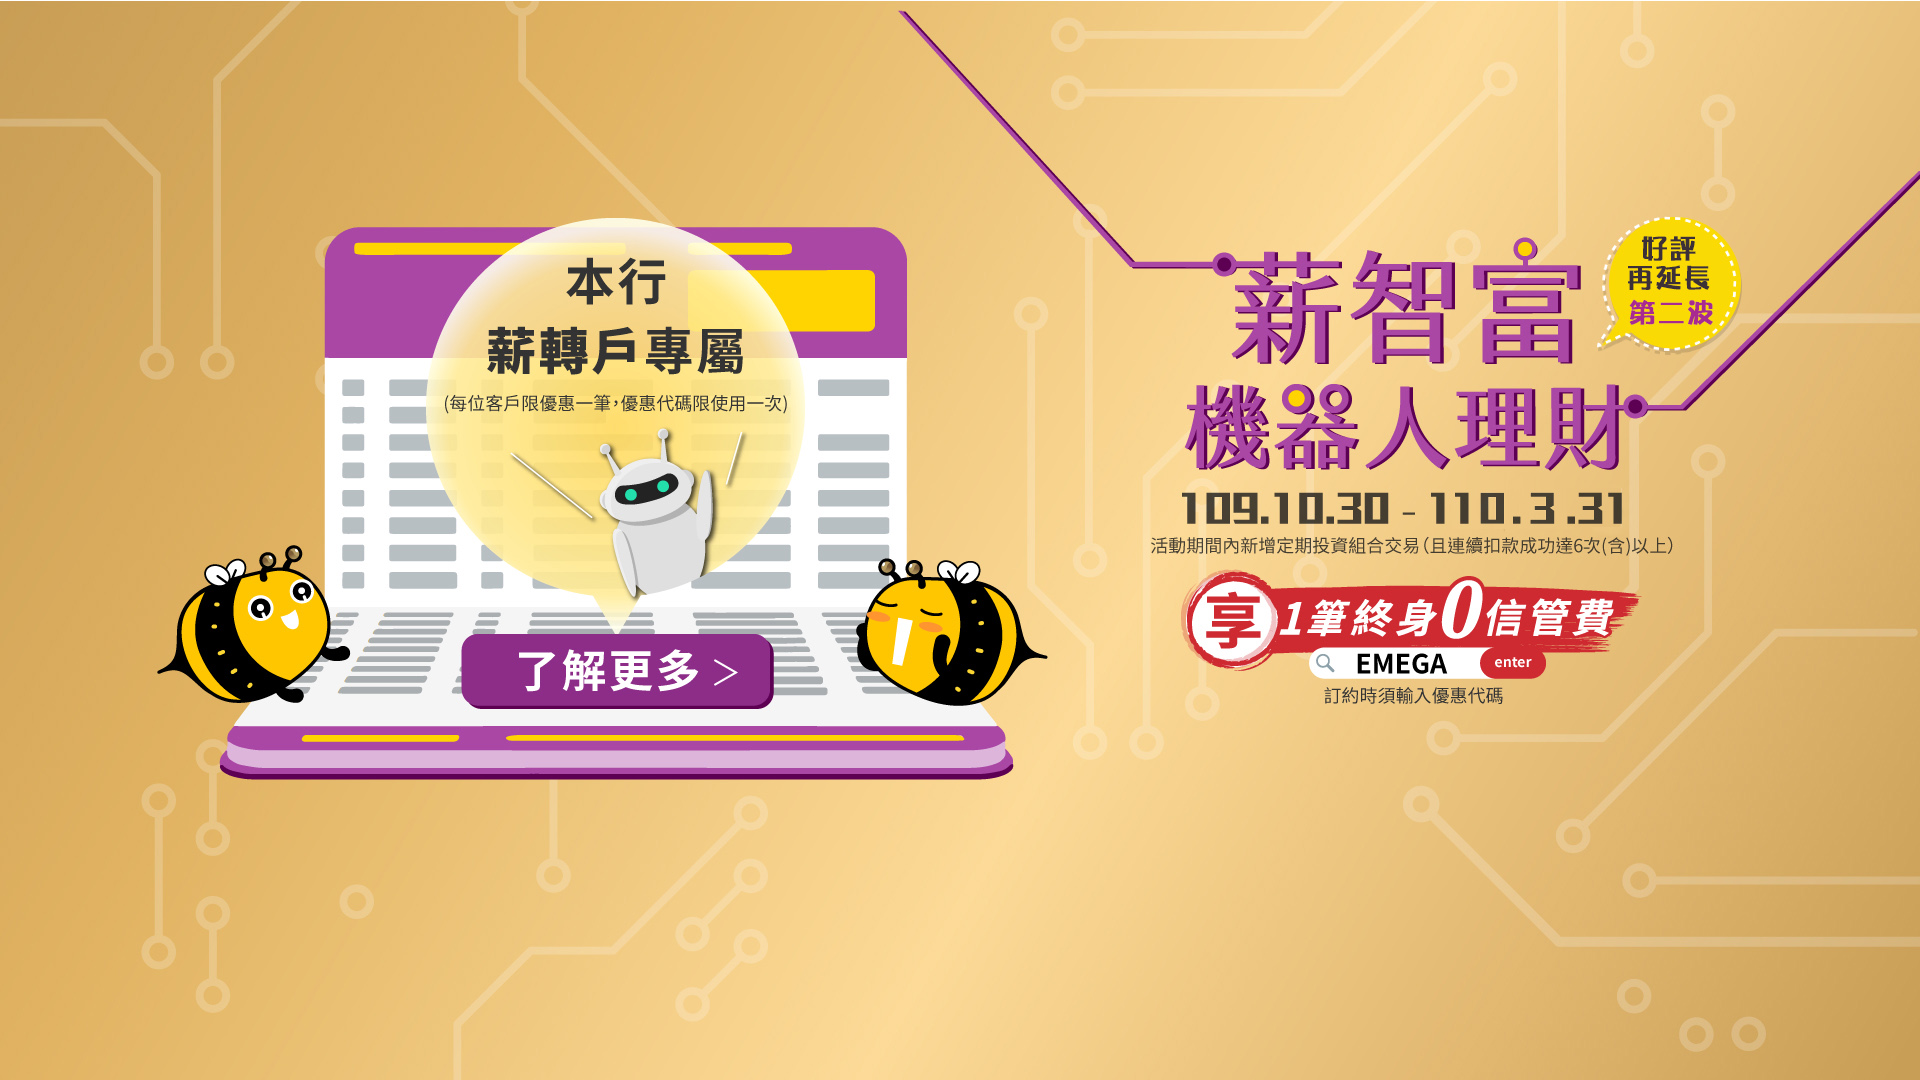 本行
薪轉戶專屬
(每位客戶限優惠一筆,優惠代碼限使用一次)
了解更多 >
薪智富
好評
再延長
第二波
機器人理財
109.10.30 - 110.3.31
活動期間內新增定期投資組合交易(且連續扣款成功達6次(含)以上)
享1筆終身0信管費
EMEGA enter
訂約時須輸入優惠代碼